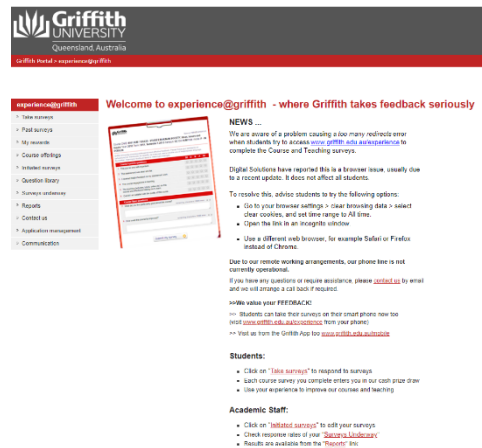 Griffith
UNIVERSITY
Queensland, Australia
Griffith Portal > experience@griffith
experience@griffith
> Take surveys
> Past surveys
> My rewards
> Course offerings
> Initiated surveys
> Question library
> Surveys underway
> Reports
> Contact us
> Application management
> Communication
Welcome to experience@griffith - where Griffith takes feedback seriously
NEWS ...
We are aware of a problem causing a too many redirects error
when students try to access www.griffith.edu.au/experience to
complete the Course and Teaching surveys.
Digital Solutions have reported this is a browser issue, usually due
to a recent update. It does not affect all students.
To resolve this, advise students to try the following options:
• Go to your browser settings > clear browsing data > select
clear cookies, and set time range to All time.
• Open the link in an incognito window
• Use a different web browser, for example Safari or Firefox
instead of Chrome.
Due to our remote working arrangements, our phone line is not
currently operational.
If you have any questions or require assistance, please contact us by email
and we will arrange a call back if required.
>>We value your FEEDBACK!
>> Students can take their surveys on their smart phone now too
(visit www.griffith.edu.au/experience from your phone)
>> Visit us from the Griffith App too www.griffith.edu.au/mobile
Students:
• Click on "Take surveys" to respond to surveys
• Each course survey you complete enters you in our cash prize draw
• Use your experience to improve our courses and teaching
Academic Staff:
• Click on "Initiated surveys" to edit your surveys
• Check response rates of your "Surveys Underway"
• Results are available from the "Reports" link